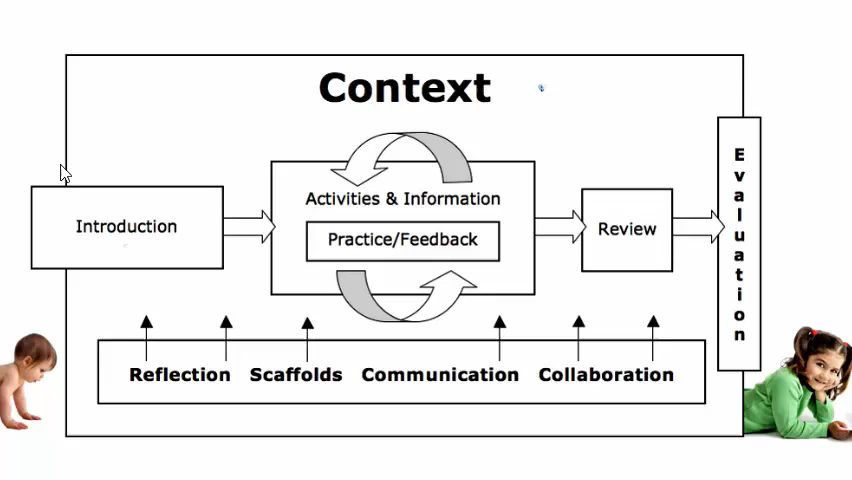 Context
Introduction
Activities & Information
Practice/Feedback
Review
Evaluation
Reflection Scaffolds Communication Collaboration